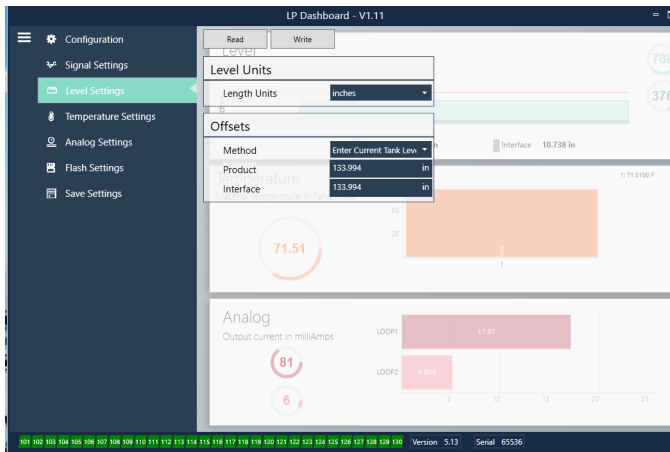 LP Dashboard - V1.11
Configuration
Signal Settings
Level Settings
Temperature Settings
Analog Settings
Flash Settings
Save Settings
Read Write
Level
Level Units
Length Units inches
Offsets
Method Enter Current Tank Leve
Product 133.994 in
Interface 133.994 in
789
376
Interface 10.738 in
Temperature
1: 71.5100 F
50
25
71.51
1
Analog
Output current in milliAmps
81
6
LOOP1 17.07
LOOP2 5.858
5 10 15 20 25
101 102 103 104 105 106 107 108 109 110 111 112 113 114 115 116 117 118 119 120 121 122 123 124 125 126 127 128 129 130 Version 5.13 Serial 65536